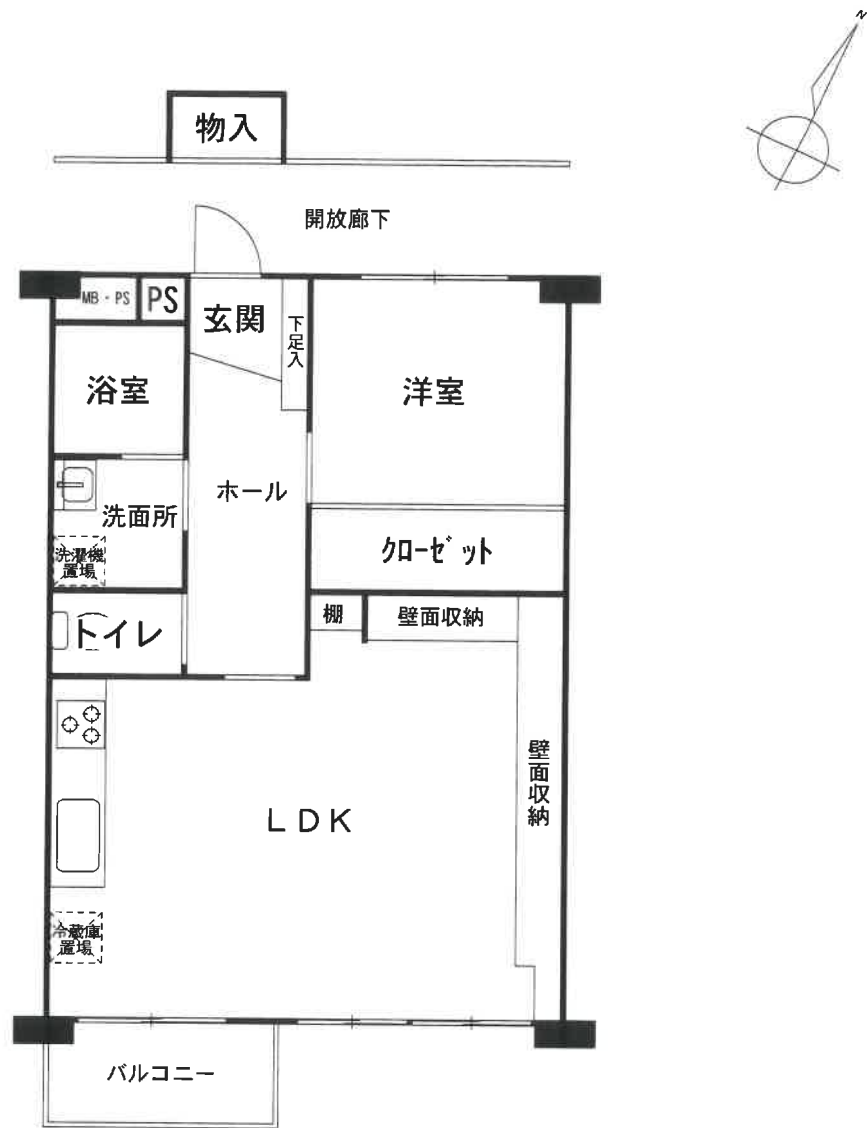 N
物入
開放廊下
MB・PS
PS
玄関
下足入
浴室
洋室
ホール
洗面所
洗濯機
置場
クローゼット
トイレ
棚
壁面収納
壁面収納
LDK
冷蔵庫
置場
バルコニー